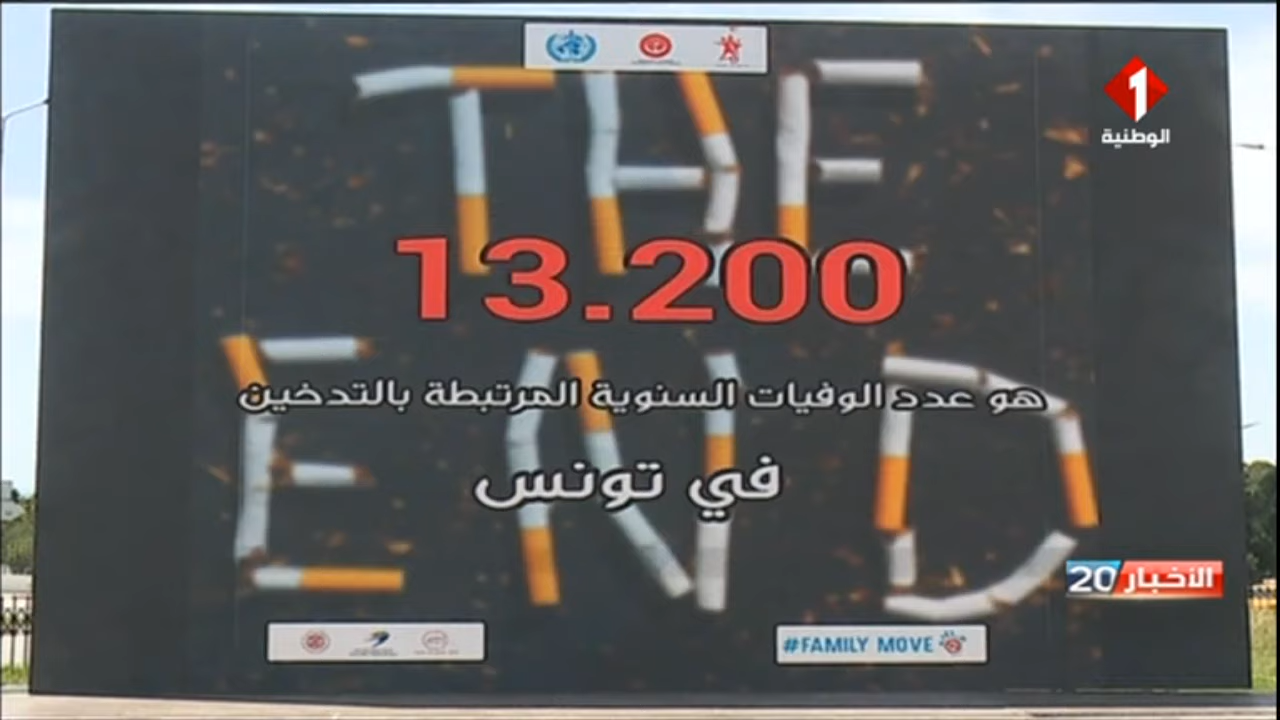 THE
1
الوطنية
13.200
END
هو عدد الوفيات السنوية المرتبطة بالتدخين
في تونس
الأخبار 20
#FAMILY MOVE